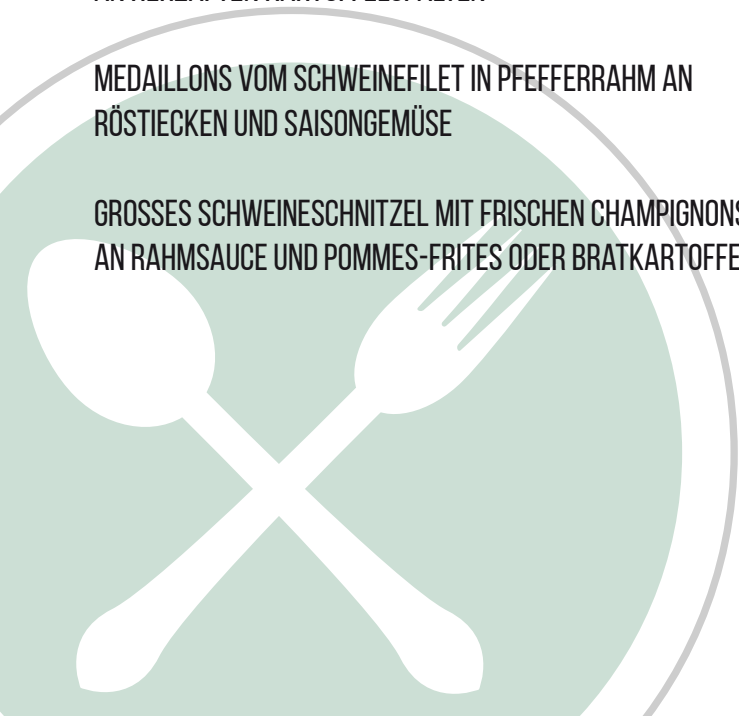 MEDAILLONS VOM SCHWEINEFILET IN PFEFFERRAHM AN
RÖSTIECKEN UND SAISONGEMÜSE
GROSSES SCHWEINESCHNITZEL MIT FRISCHEN CHAMPIGNONS
AN RAHMSAUCE UND POMMES-FRITES ODER BRATKARTOFFE